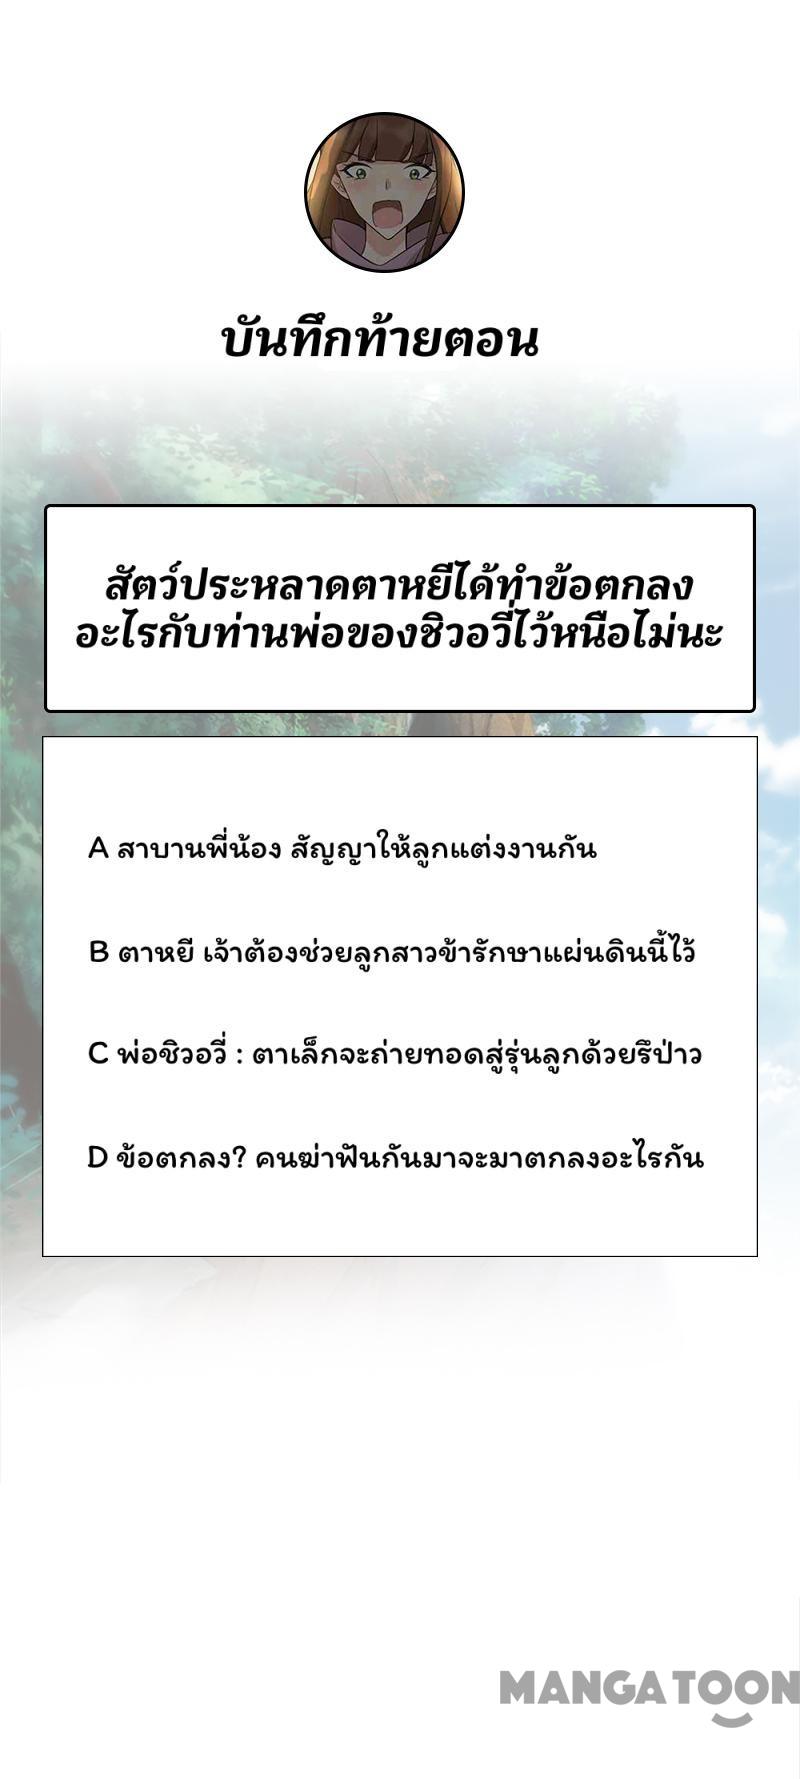 บันทึกท้ายตอน
สัตว์ประหลาดตาหยีได้ทำข้อตกลง
อะไรกับท่านพ่อของชิวอวี่ไว้หนือไม่นะ
A สาบานพี่น้อง สัญญาให้ลูกแต่งงานกัน
B ตาหยี เจ้าต้องช่วยลูกสาวข้ารักษาแผ่นดินนี้ไว้
C พ่อชิวอวี่ : ตาเล็กจะถ่ายทอดสู่รุ่นลูกด้วยรึป่าว
D ข้อตกลง? คนฆ่าฟันกันมาจะมาตกลงอะไรกัน
MANGATOON